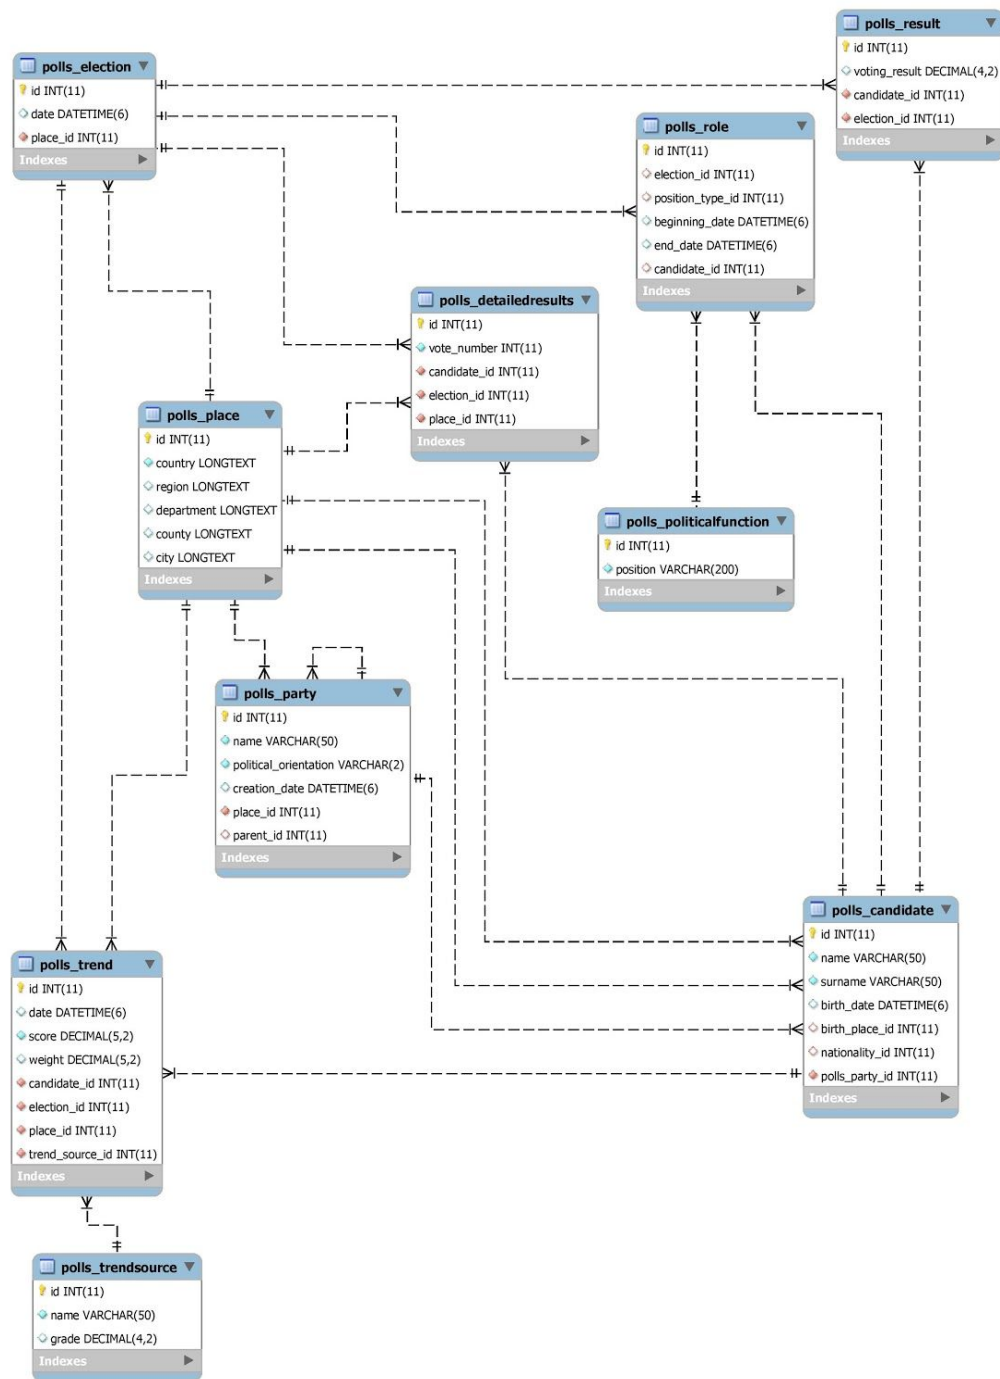 polls_result
id INT(11)
voting_result DECIMAL(4,2)
candidate_id INT(11)
election_id INT(11)
Indexes
polls_election
id INT(11)
date DATETIME(6)
place_id INT(11)
Indexes
polls_role
id INT(11)
election_id INT(11)
position_type_id INT(11)
beginning_date DATETIME(6)
end_date DATETIME(6)
candidate_id INT(11)
Indexes
polls_detailedresults
id INT(11)
vote_number INT(11)
candidate_id INT(11)
election_id INT(11)
place_id INT(11)
Indexes
polls_place
id INT(11)
country LONGTEXT
region LONGTEXT
department LONGTEXT
county LONGTEXT
city LONGTEXT
Indexes
polls_politicalfunction
id INT(11)
position VARCHAR(200)
Indexes
polls_party
id INT(11)
name VARCHAR(50)
political_orientation VARCHAR(2)
creation_date DATETIME(6)
place_id INT(11)
parent_id INT(11)
Indexes
polls_candidate
id INT(11)
name VARCHAR(50)
surname VARCHAR(50)
birth_date DATETIME(6)
birth_place_id INT(11)
nationality_id INT(11)
polls_party_id INT(11)
Indexes
polls_trend
id INT(11)
date DATETIME(6)
score DECIMAL(5,2)
weight DECIMAL(5,2)
candidate_id INT(11)
election_id INT(11)
place_id INT(11)
trend_source_id INT(11)
Indexes
polls_trendsource
id INT(11)
name VARCHAR(50)
grade DECIMAL(4,2)
Indexes